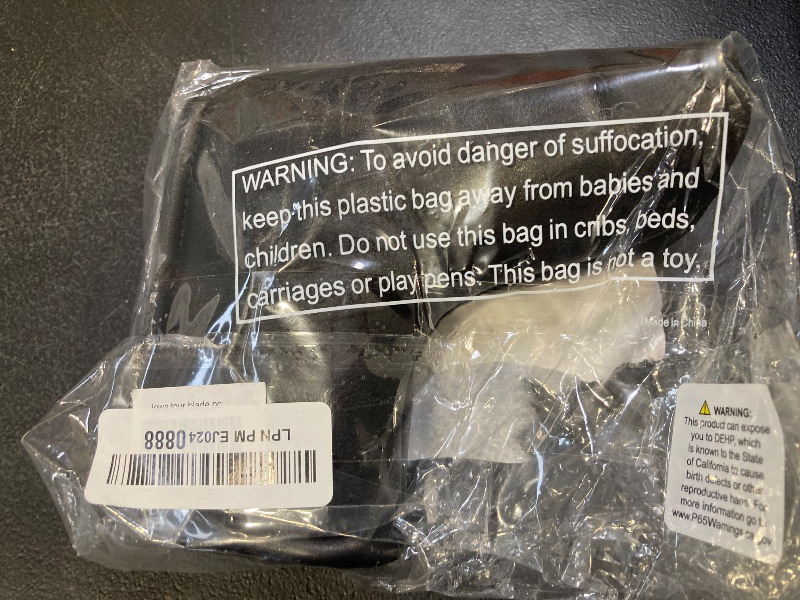 WARNING: To avoid danger of suffocation,
keep this plastic bag away from babies and
children. Do not use this bag in cribs, beds,
carriages or play pens. This bag is not a toy.
Made in China
LPN PM EJ0240888
WARNING:
This product can expose
you to DEHP, which
is known to the State
of California to cause
birth defects or other
reproductive harm. For
more information go to
www.P65Warnings.ca.gov